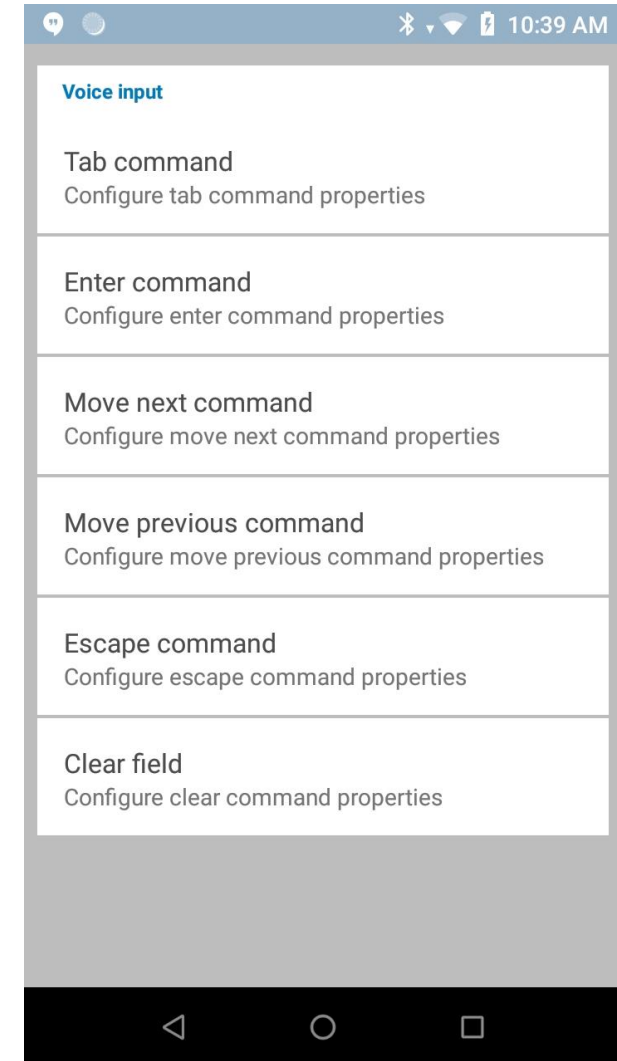 10:39 AM
Voice input
Tab command
Configure tab command properties
Enter command
Configure enter command properties
Move next command
Configure move next command properties
Move previous command
Configure move previous command properties
Escape command
Configure escape command properties
Clear field
Configure clear command properties